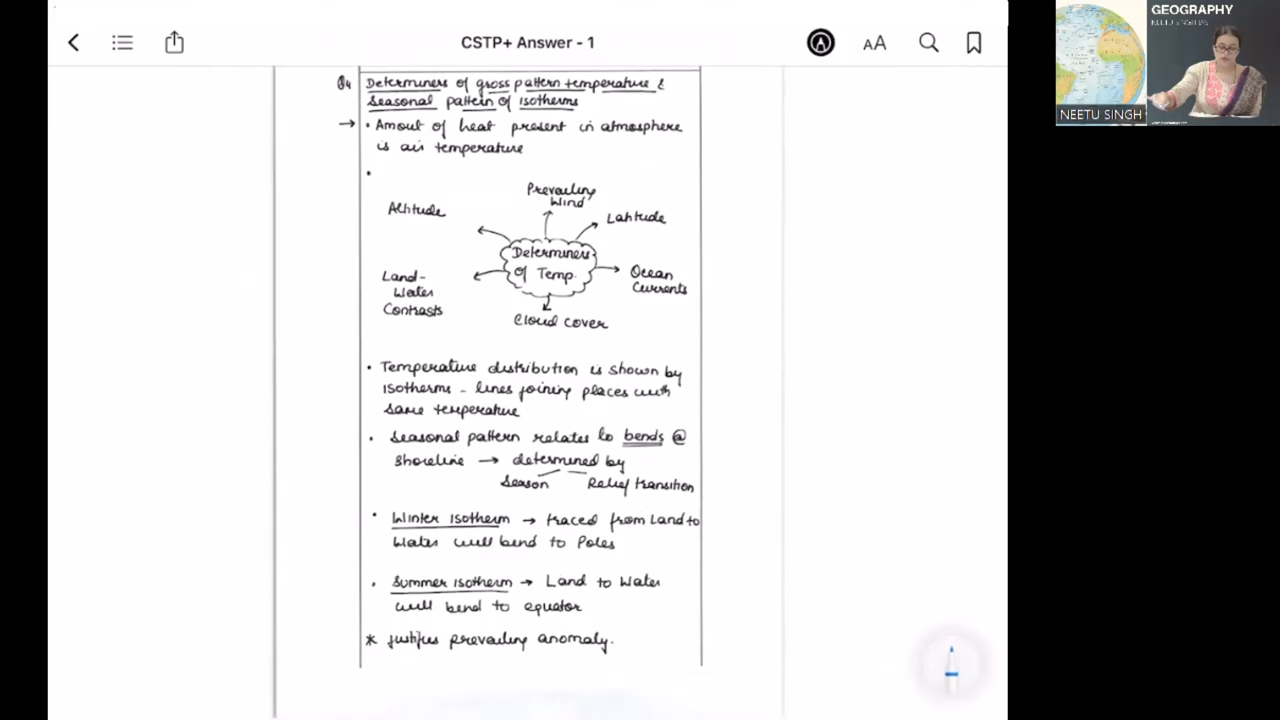 CSTP+ Answer - 1
AA
GEOGRAPHY
NEETU SINGH
Q4 Determiners of gross pattern temperature &
Seasonal pattern of isotherms
→ • Amout of heat present in atmosphere
is air temperature
•
Prevailing
Wind
Altitude
Latitude
Determiners
of Temp.
Land-
Water
Contrasts
Ocean
Currents
Cloud cover
• Temperature distribution is shown by
isotherms - lines joining places with
same temperature
• Seasonal pattern relates to bends @
shoreline → determined by
Season Relief transition
• Winter isotherm → traced from Land to
Water will bend to Poles
• Summer isotherm → Land to Water
will bend to equator
* justifies prevailing anomaly.